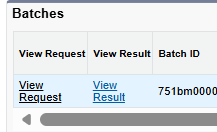 Batches
View Request View Result Batch ID
View Request View Result 751bm0000